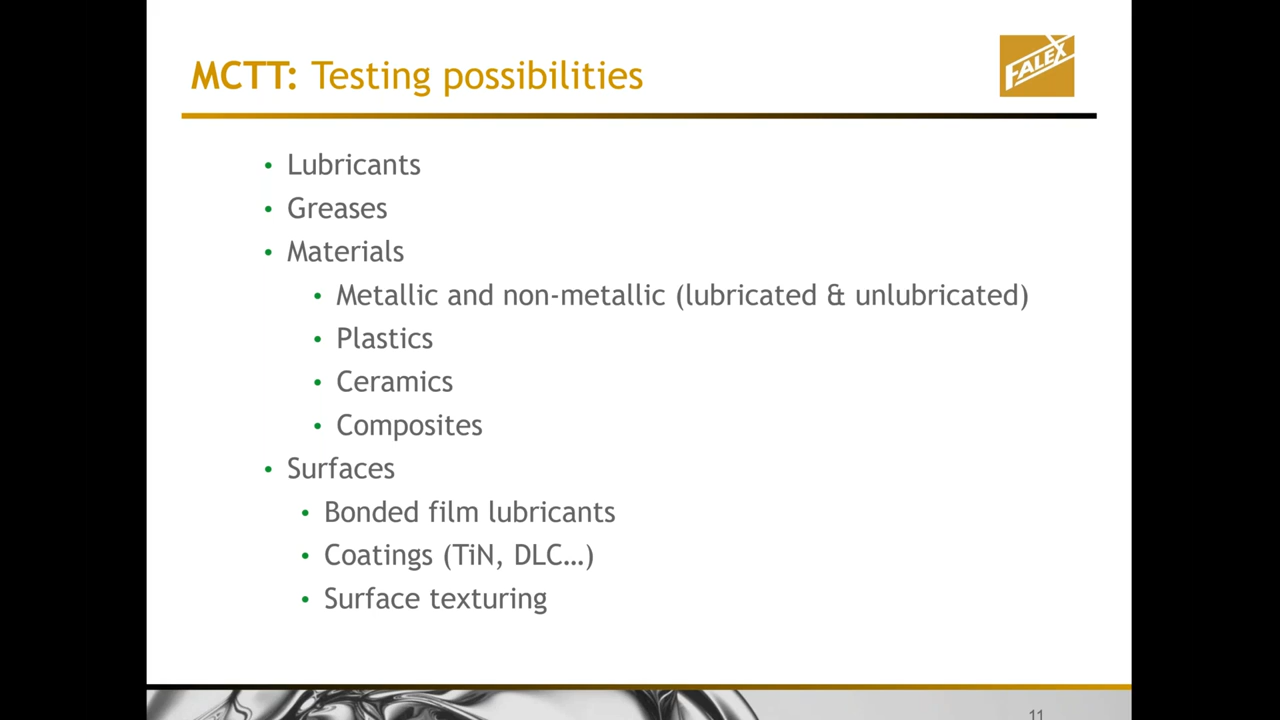 MCTT: Testing possibilities
FALEX
• Lubricants
• Greases
• Materials
• Metallic and non-metallic (lubricated & unlubricated)
• Plastics
• Ceramics
• Composites
• Surfaces
• Bonded film lubricants
• Coatings (TiN, DLC…)
• Surface texturing
11